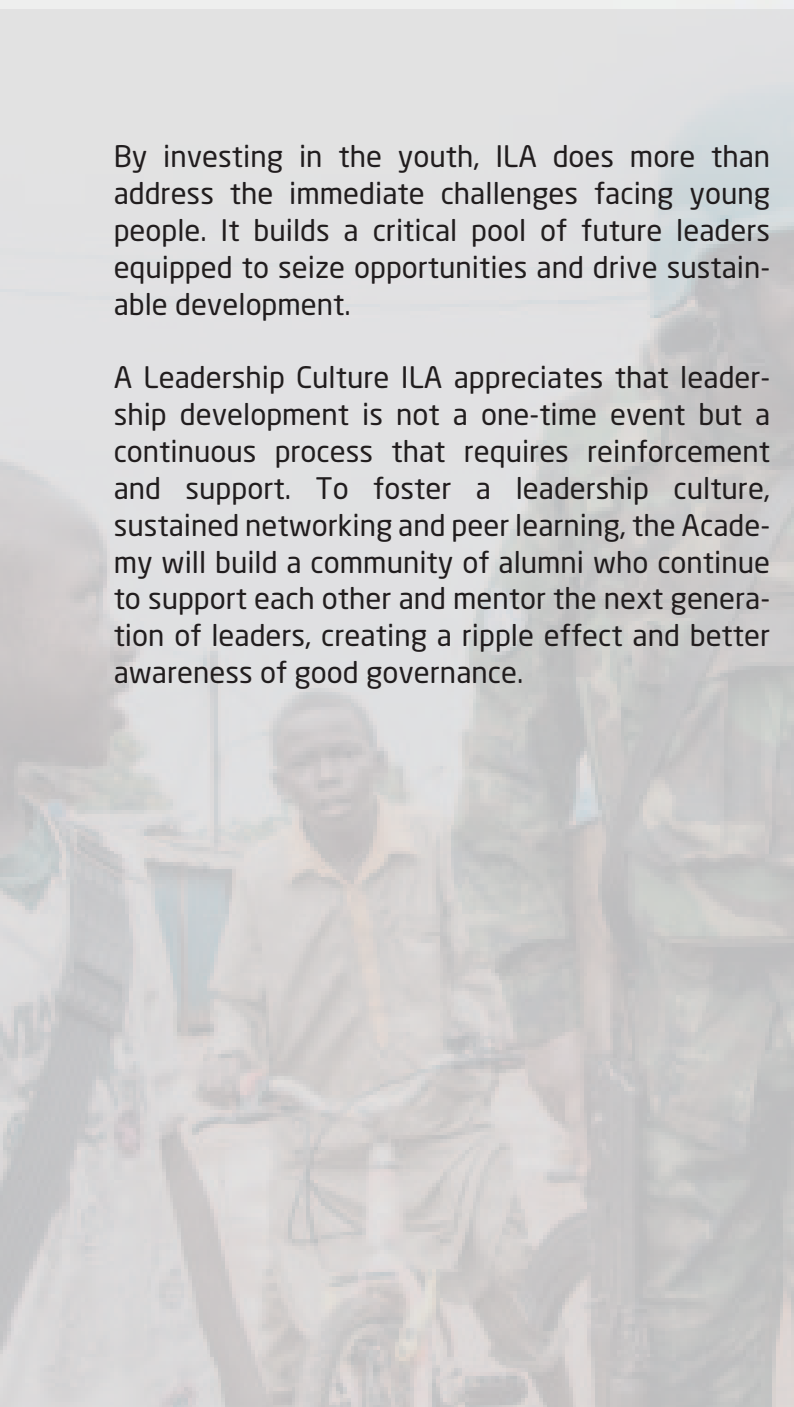 By investing in the youth, ILA does more than
address the immediate challenges facing young
people. It builds a critical pool of future leaders
equipped to seize opportunities and drive sustain-
able development.
A Leadership Culture ILA appreciates that leader-
ship development is not a one-time event but a
continuous process that requires reinforcement
and support. To foster a leadership culture,
sustained networking and peer learning, the Acade-
my will build a community of alumni who continue
to support each other and mentor the next genera-
tion of leaders, creating a ripple effect and better
awareness of good governance.